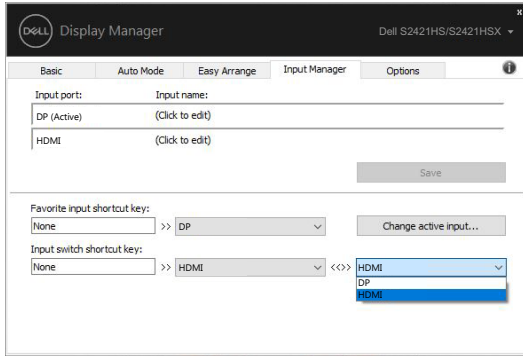 DELL Display Manager Dell S2421HS/S2421HSX
Basic Auto Mode Easy Arrange Input Manager Options
Input port: Input name:
DP (Active) (Click to edit)
HDMI (Click to edit)
Save
Favorite input shortcut key:
None >> DP Change active input...
Input switch shortcut key:
None >> HDMI <<>> HDMI
DP
HDMI